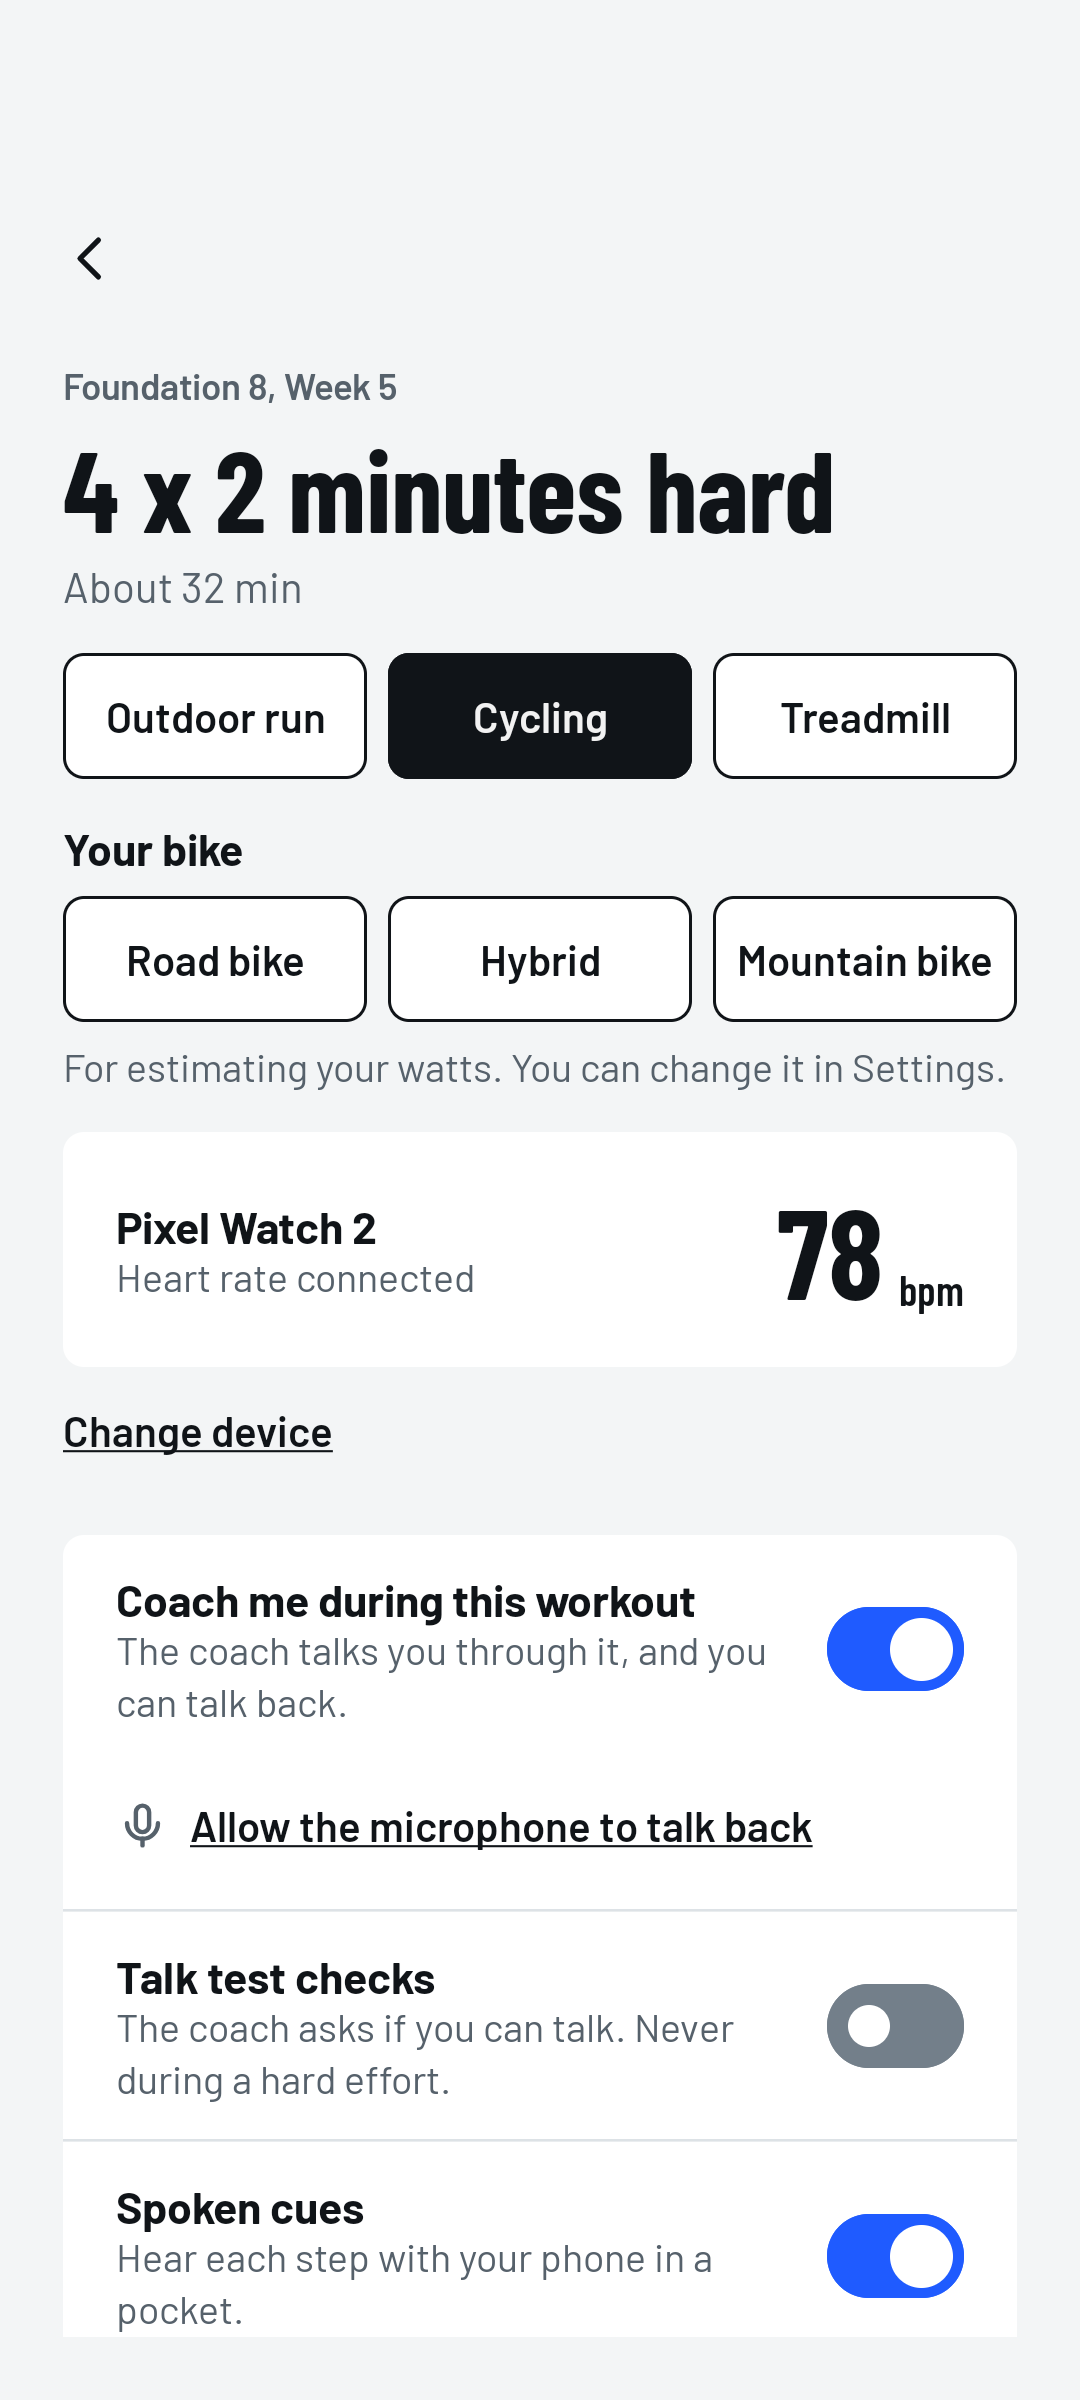 Foundation 8, Week 5
4 x 2 minutes hard
About 32 min
Outdoor run
Cycling
Treadmill
Your bike
Road bike
Hybrid
Mountain bike
For estimating your watts. You can change it in Settings.
Pixel Watch 2
Heart rate connected
78 bpm
Change device
Coach me during this workout
The coach talks you through it, and you
can talk back.
Allow the microphone to talk back
Talk test checks
The coach asks if you can talk. Never
during a hard effort.
Spoken cues
Hear each step with your phone in a
pocket.